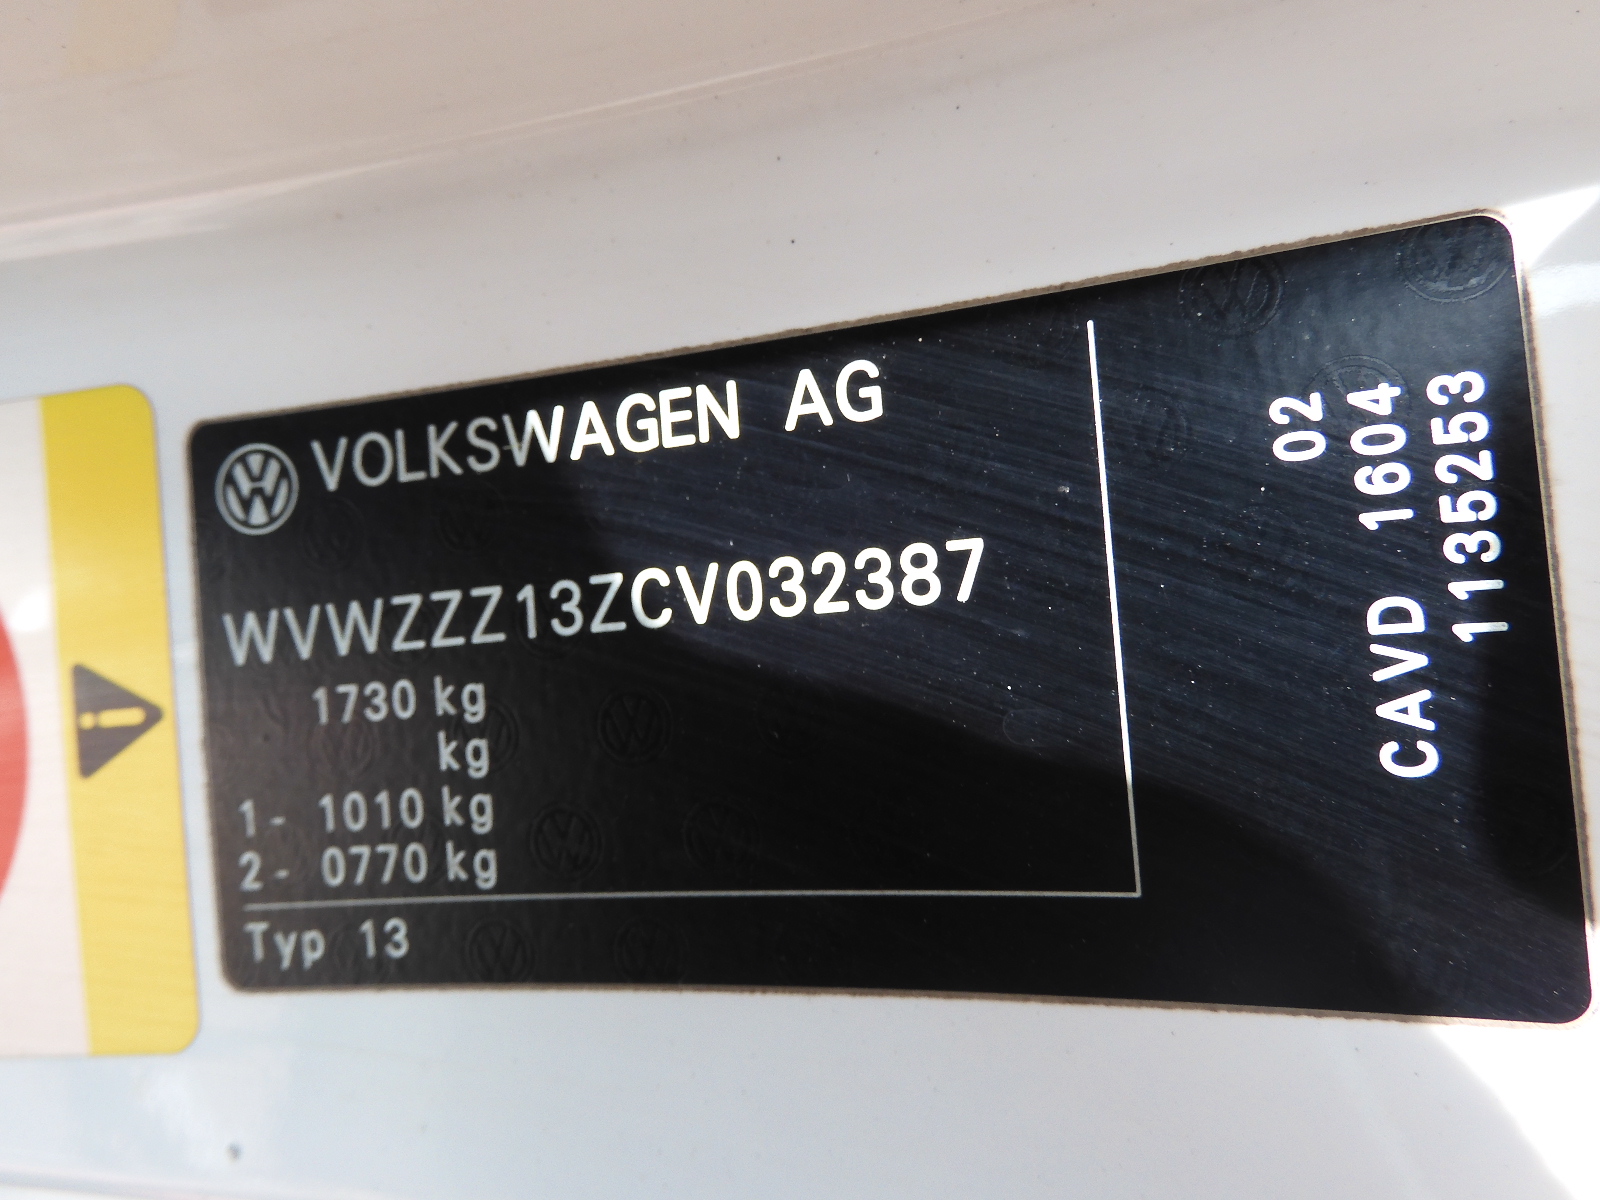 VOLKSWAGEN AG
WVWZZZ13ZCV032387
1730 kg
kg
1- 1010 kg
2- 0770 kg
Typ 13
02
CAVD 1604
1135253